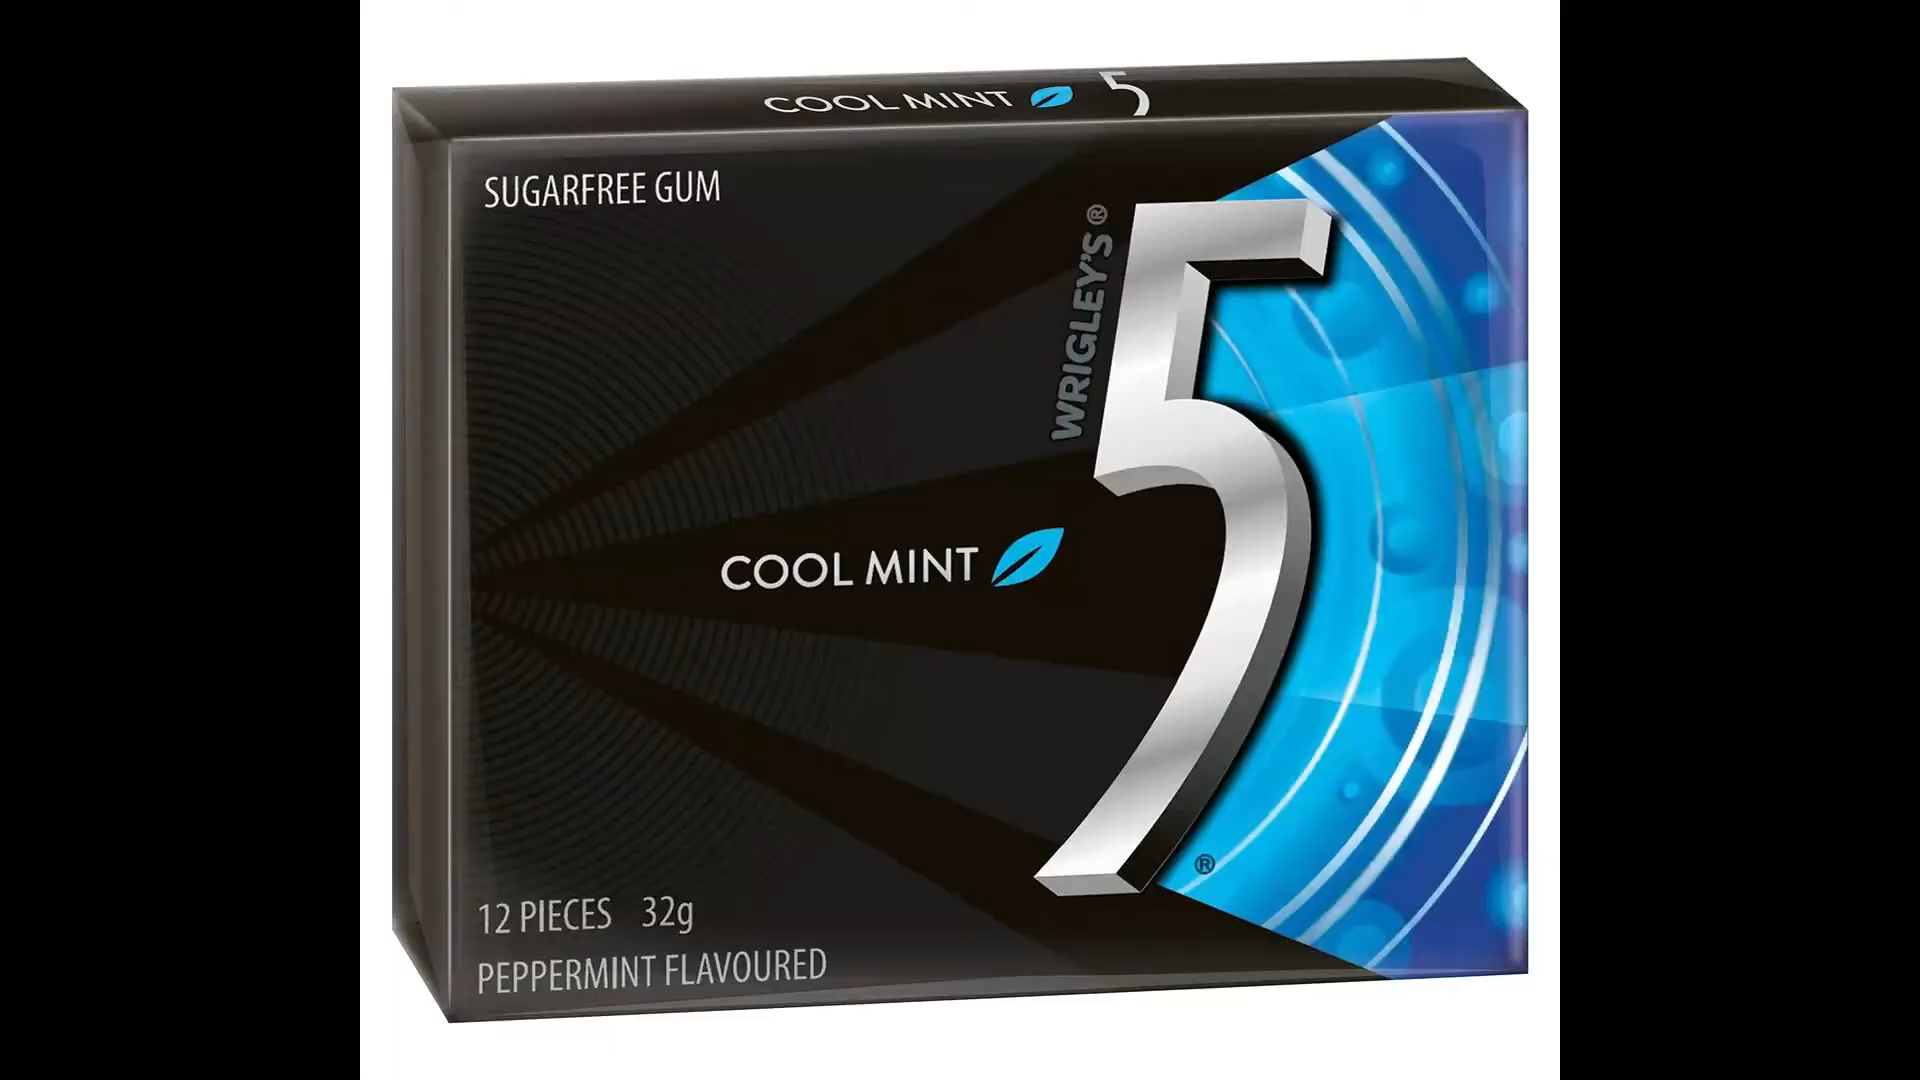 COOL MINT 5
SUGARFREE GUM
WRIGLEY'S®
5
COOL MINT
®
12 PIECES 32g
PEPPERMINT FLAVOURED